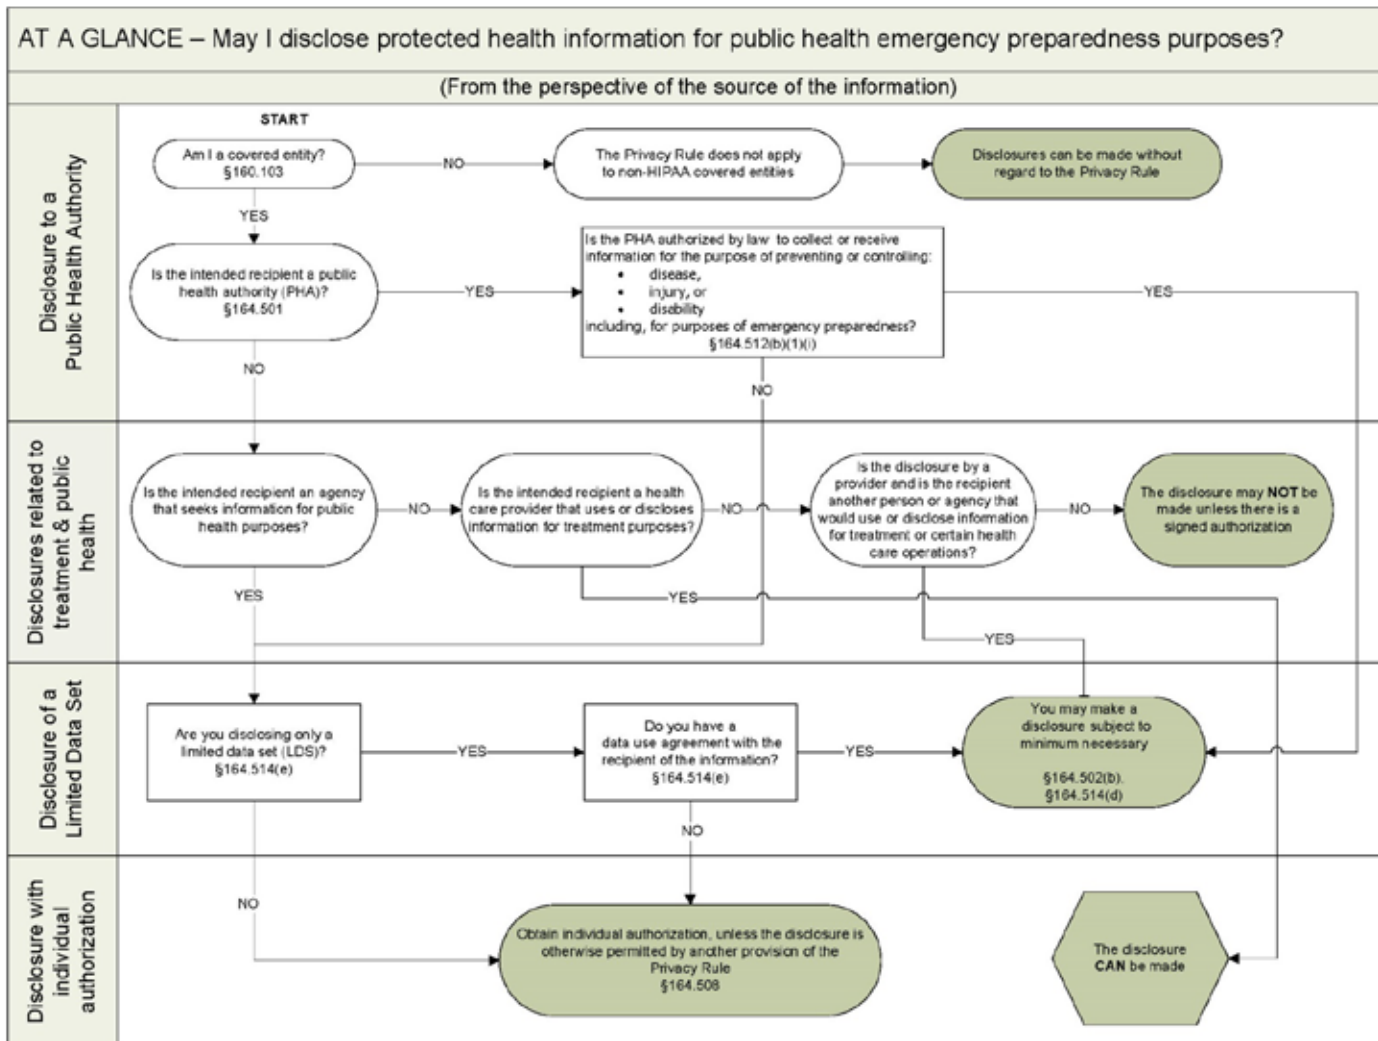 AT A GLANCE – May I disclose protected health information for public health emergency preparedness purposes?
(From the perspective of the source of the information)
Disclosure to a
Public Health Authority
START
Am I a covered entity?
§160.103
NO
The Privacy Rule does not apply
to non-HIPAA covered entities
Disclosures can be made without
regard to the Privacy Rule
YES
Is the intended recipient a public
health authority (PHA)?
§164.501
YES
Is the PHA authorized by law to collect or receive
information for the purpose of preventing or controlling:
• disease,
• injury, or
• disability
including, for purposes of emergency preparedness?
§164.512(b)(1)(i)
YES
NO
NO
Disclosures related to
treatment & public
health
Is the intended recipient an agency
that seeks information for public
health purposes?
NO
Is the intended recipient a health
care provider that uses or discloses
information for treatment purposes?
NO
Is the disclosure by a
provider and is the recipient
another person or agency that
would use or disclose information
for treatment or certain health
care operations?
NO
The disclosure may NOT be
made unless there is a
signed authorization
YES
YES
YES
Disclosure of a
Limited Data Set
Are you disclosing only a
limited data set (LDS)?
§164.514(e)
YES
Do you have a
data use agreement with the
recipient of the information?
§164.514(e)
YES
You may make a
disclosure subject to
minimum necessary
§164.502(b).
§164.514(d)
NO
NO
Disclosure with
individual
authorization
Obtain individual authorization, unless the disclosure is
otherwise permitted by another provision of the
Privacy Rule
§164.508
The disclosure
CAN be made